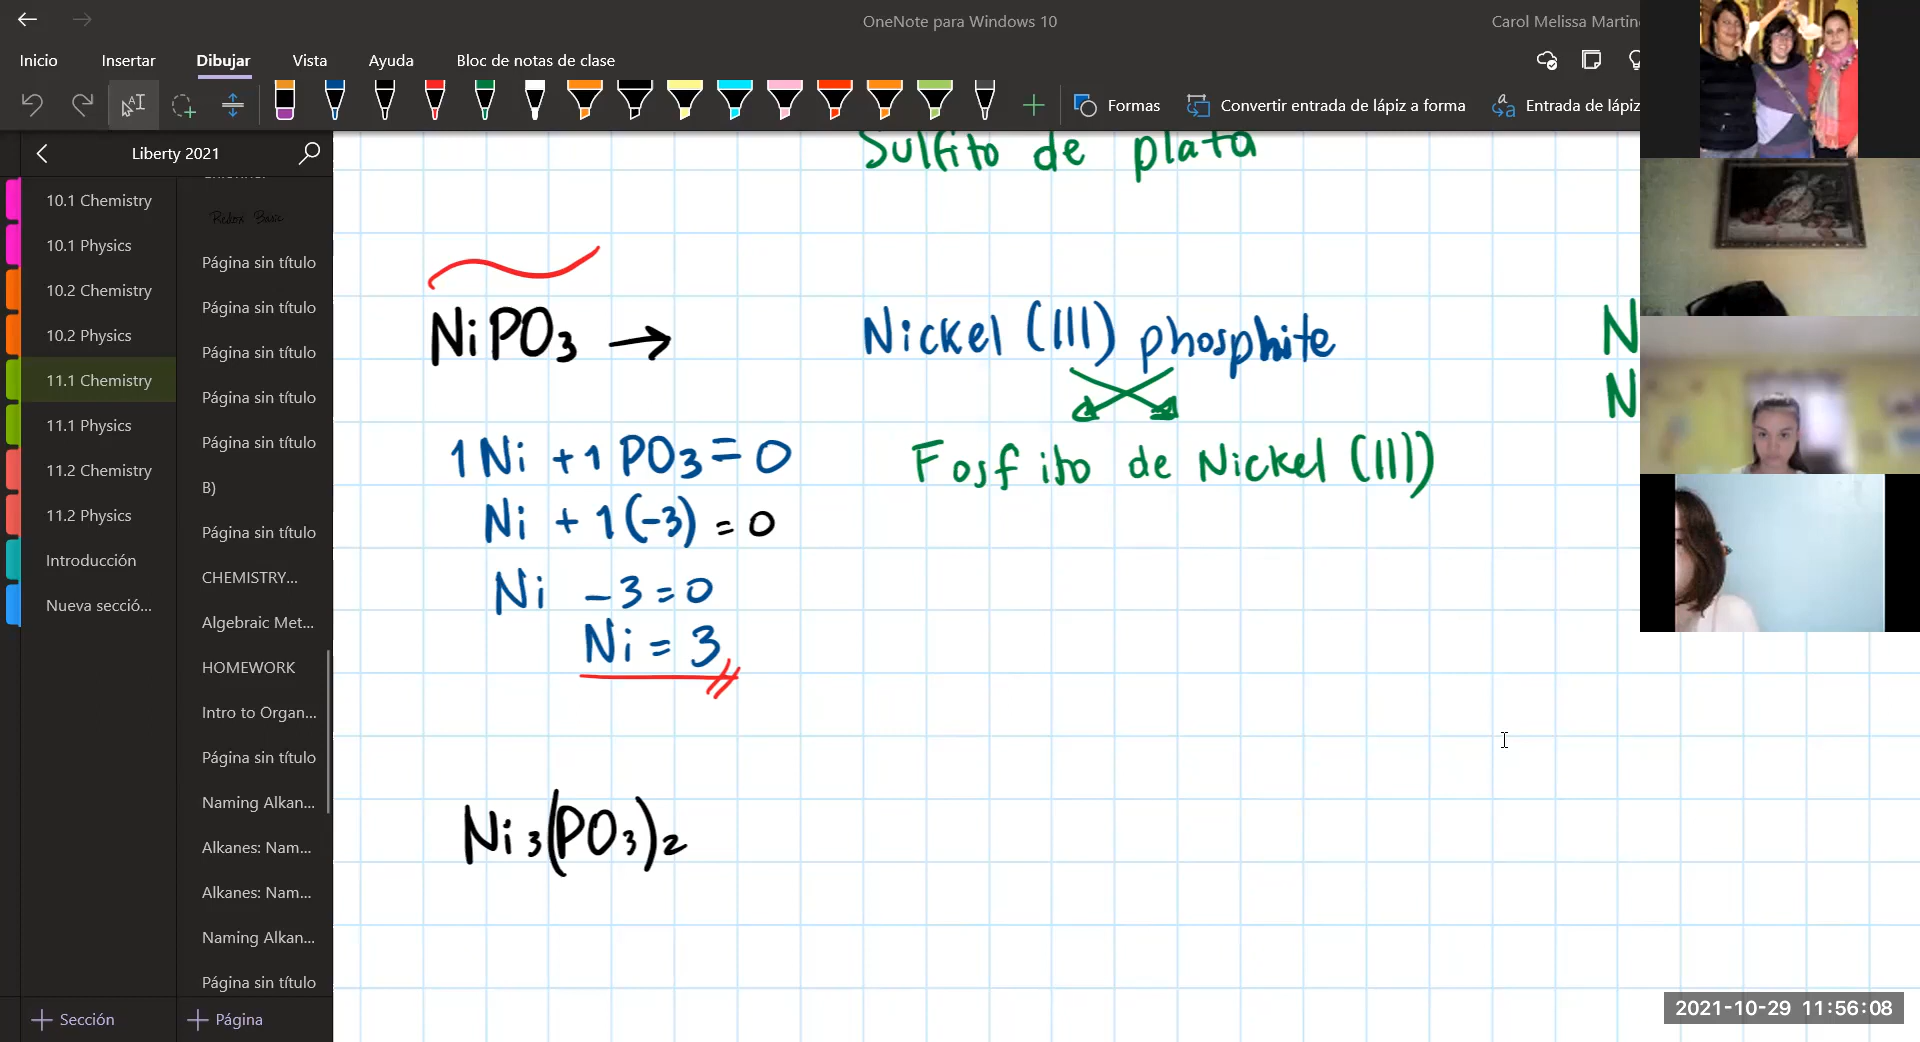 OneNote para Windows 10
Carol Melissa Martin
Inicio Insertar Dibujar Vista Ayuda Bloc de notas de clase
Formas Convertir entrada de lápiz a forma Entrada de lápiz
Liberty 2021
10.1 Chemistry
10.1 Physics
10.2 Chemistry
10.2 Physics
11.1 Chemistry
11.1 Physics
11.2 Chemistry
11.2 Physics
Introducción
Nueva secció...
Sección
Redox Basic
Página sin título
Página sin título
Página sin título
Página sin título
Página sin título
B)
Página sin título
CHEMISTRY...
Algebraic Met...
HOMEWORK
Intro to Organ...
Página sin título
Naming Alkan...
Alkanes: Nam...
Alkanes: Nam...
Naming Alkan...
Página sin título
Página
Sulfito de plata
NiPO₃ →
Nickel (III) phosphite
N
N
1Ni + 1 PO₃ = 0
Fosfito de Nickel (III)
Ni + 1(-3) = 0
Ni - 3 = 0
Ni = 3
Ni₃(PO₃)₂
2021-10-29 11:56:08